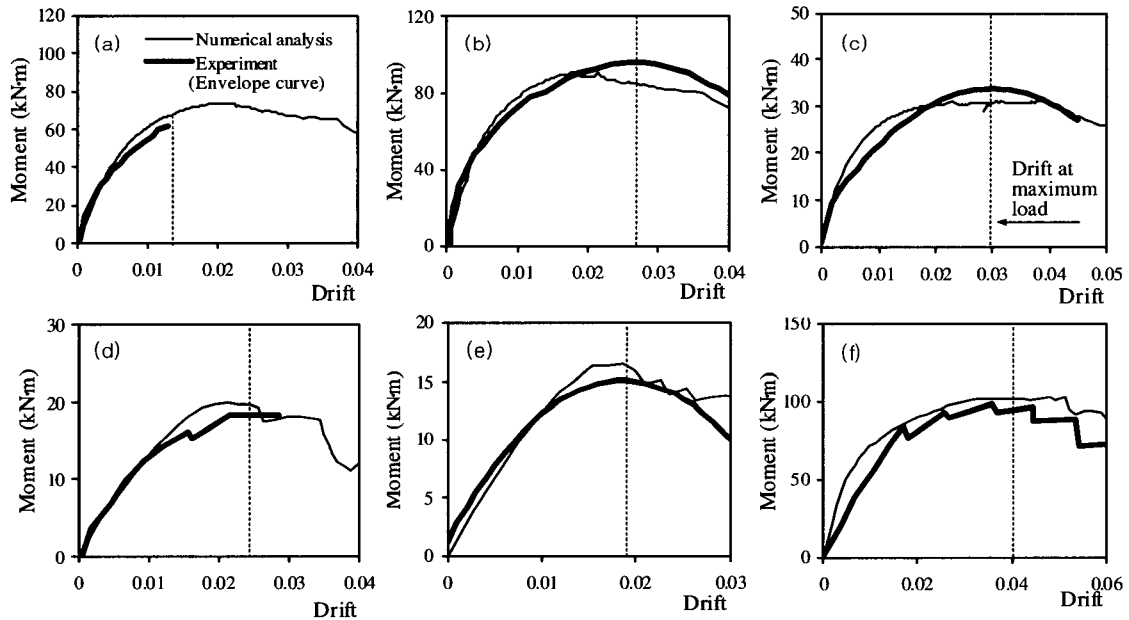 (a)
Numerical analysis
Experiment
(Envelope curve)
Moment (kN·m)
120
100
80
60
40
20
0
0
0.01
0.02
0.03
0.04
Drift
(b)
Moment (kN·m)
120
80
40
0
0
0.01
0.02
0.03
0.04
Drift
(c)
Moment (kN·m)
50
40
30
20
10
0
Drift at
maximum
load
0
0.01
0.02
0.03
0.04
0.05
Drift
(d)
Moment (kN·m)
30
20
10
0
0
0.01
0.02
0.03
0.04
Drift
(e)
Moment (kN·m)
20
15
10
5
0
0
0.01
0.02
0.03
Drift
(f)
Moment (kN·m)
150
100
50
0
0
0.02
0.04
0.06
Drift